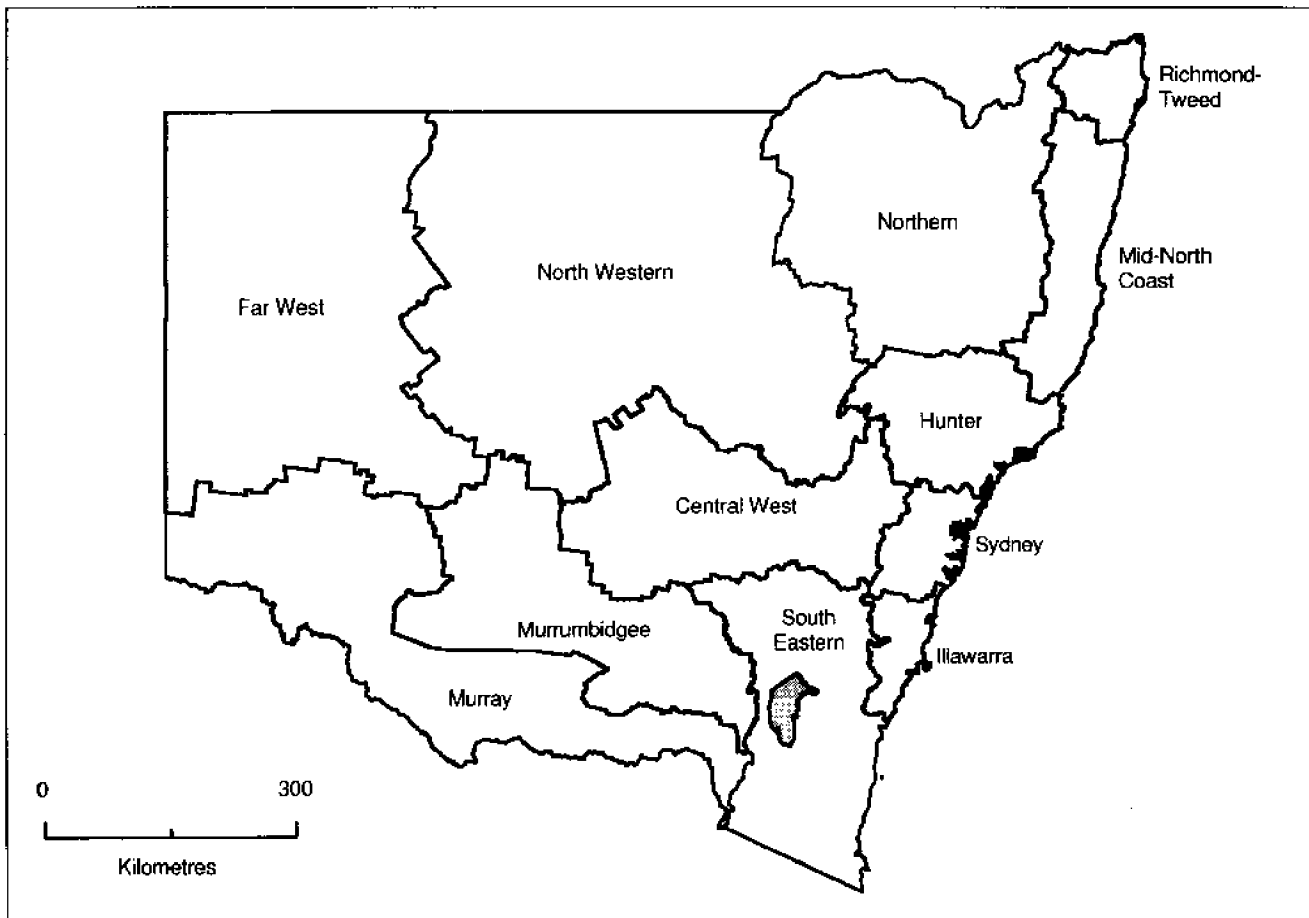 Richmond-
Tweed
Northern
Mid-North
Coast
North Western
Far West
Hunter
Central West
Sydney
South
Eastern
Murrumbidgee
Illawarra
Murray
0
300
Kilometres